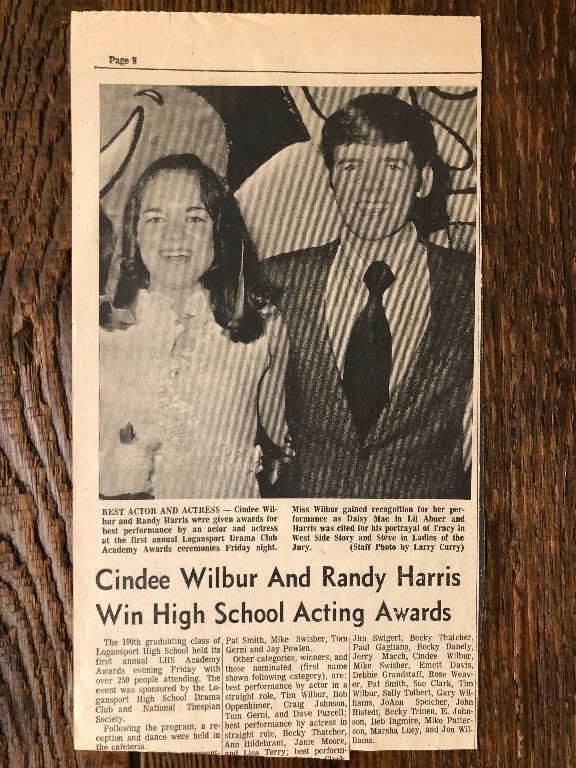 Page 8
BEST ACTOR AND ACTRESS — Cindee Wil-
bur and Randy Harris were given awards for
best performance by an actor and actress
at the first annual Logansport Drama Club
Academy Awards ceremonies Friday night.
Miss Wilbur gained recognition for her per-
formance as Daisy Mae in Lil Abner and
Harris was cited for his portrayal of Tracy in
West Side Story and Steve in Ladies of the
Jury. (Staff Photo by Larry Curry)
Cindee Wilbur And Randy Harris
Win High School Acting Awards
The 100th graduating class of
Logansport High School held its
first annual LHS Academy
Awards evening Friday with
over 250 people attending. The
event was sponsored by the Lo-
gansport High School Drama
Club and National Thespian
Society.
Following the program, a re-
ception and dance were held in
the cafeteria.
Pat Smith, Mike Swisher, Tom
Gerni and Jay Powlen.
Other categories, winners, and
those nominated (first name
shown following category), are:
best performance by actor in a
straight role, Tim Wilbur, Bob
Oppenhimer, Craig Johnson,
Tom Gerni, and Dave Purcell;
best performance by actress in
straight role, Becky Thatcher,
Ann Hildebrant, Janie Moore,
and Lisa Terry; best perform-
Jim Swigert, Becky Thatcher,
Paul Gagliano, Becky Danely,
Jerry March, Cindee Wilbur,
Mike Swisher, Emett Davis,
Debbie Grandstaff, Rose Weav-
er, Pat Smith, Sue Clark, Tim
Wilbur, Sally Tolbert, Gary Wil-
liams, JoAnn Speicher, John
Risted, Becky Trinen, E. John-
son, Deb Ingmire, Mike Patter-
son, Marsha Luey, and Jon Wil-
liams.